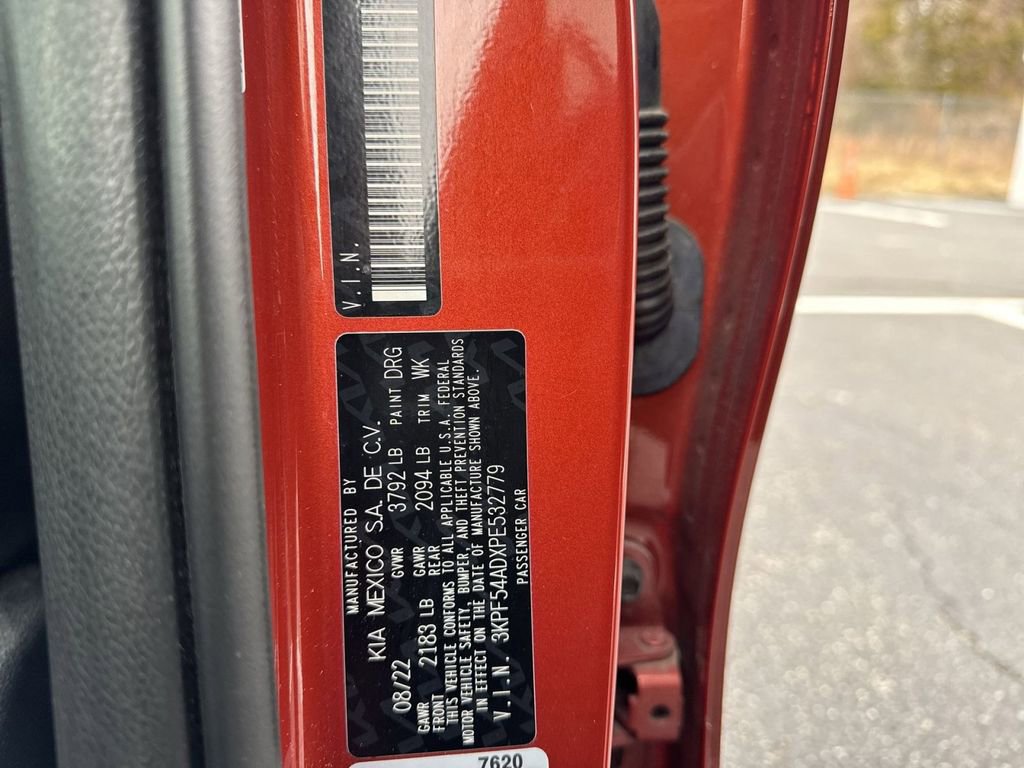 V.I.N.
MANUFACTURED BY
KIA MEXICO S.A. DE C.V.
08/22 GVWR 3792 LB PAINT DRG
GAWR FRONT 2183 LB GAWR REAR 2094 LB TRIM WK
THIS VEHICLE CONFORMS TO ALL APPLICABLE U.S.A. FEDERAL
MOTOR VEHICLE SAFETY, BUMPER, AND THEFT PREVENTION STANDARDS
IN EFFECT ON THE DATE OF MANUFACTURE SHOWN ABOVE.
V.I.N. 3KPF54ADXPE532779
PASSENGER CAR
7620